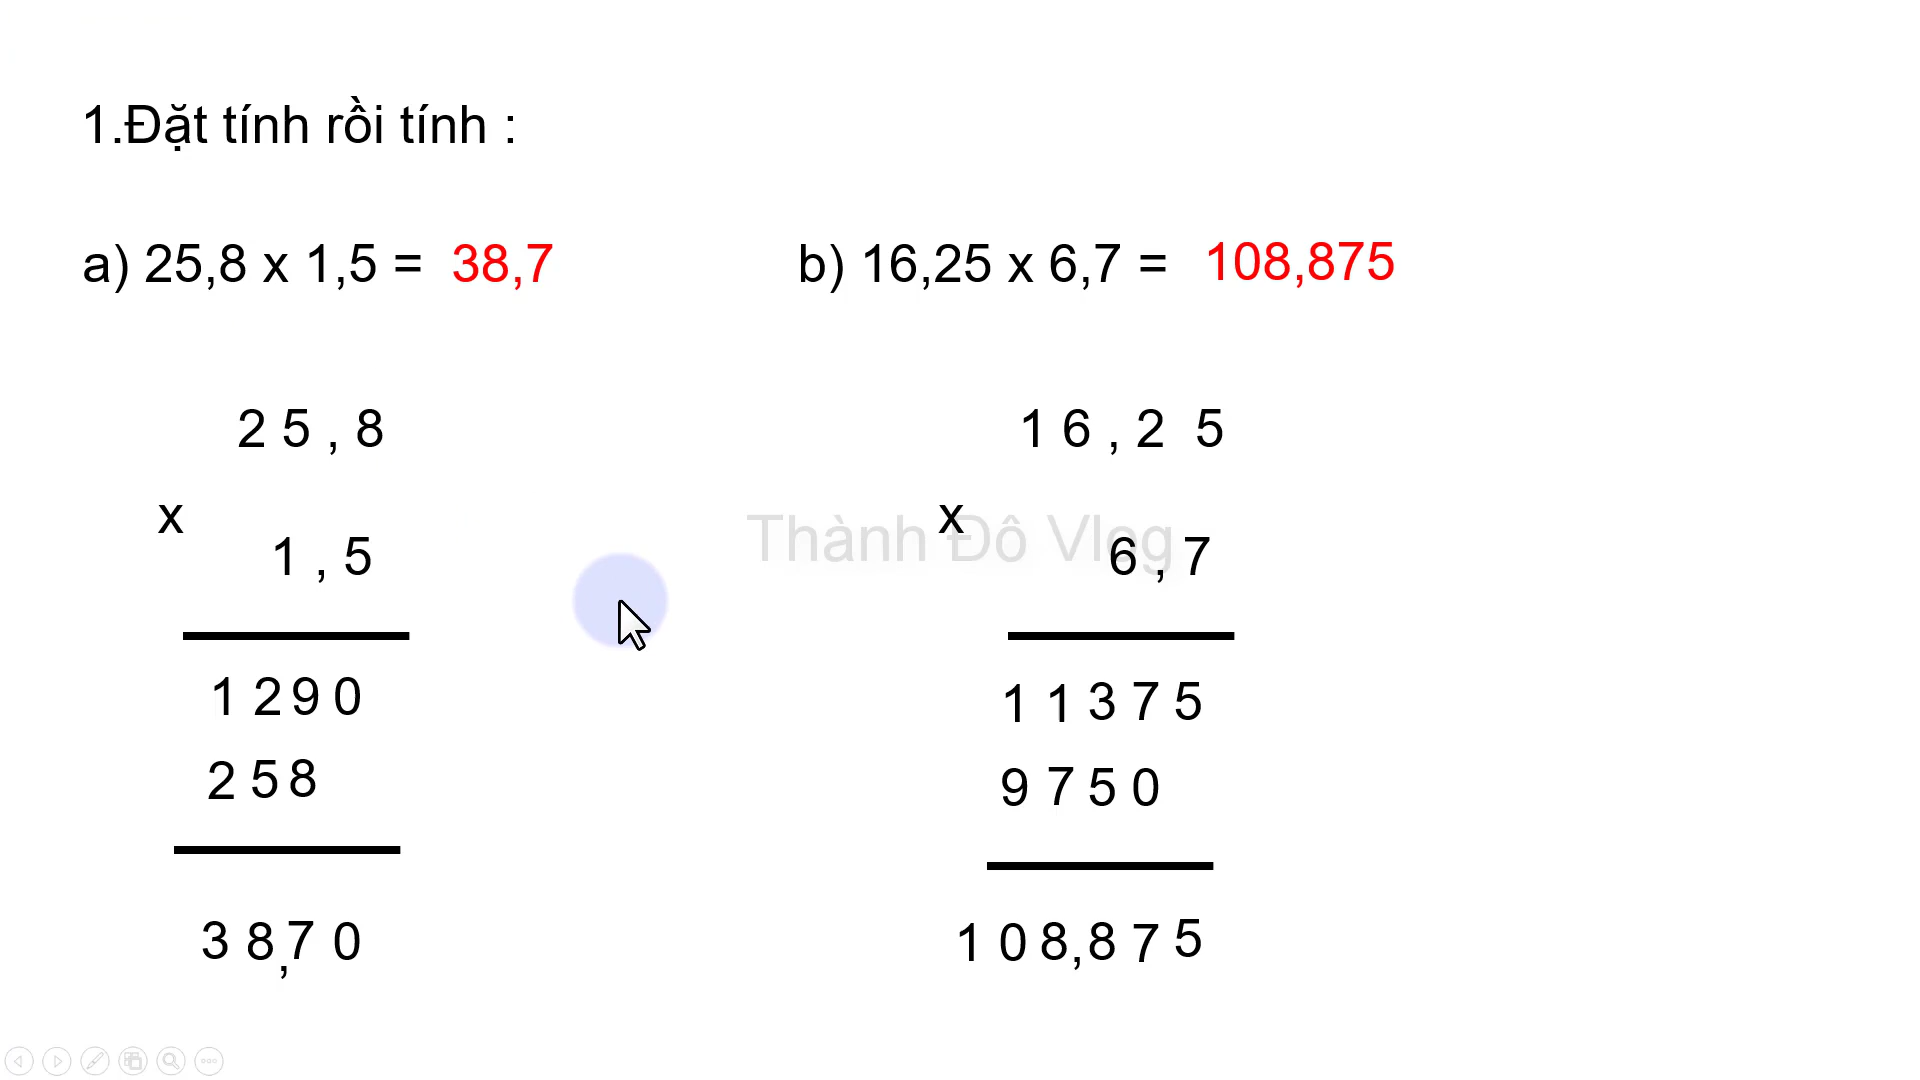 1.Đặt tính rồi tính :
a) 25,8 x 1,5 = 38,7
b) 16,25 x 6,7 = 108,875
2 5 , 8
x
1 , 5
1 2 9 0
2 5 8
3 8 , 7 0
1 6 , 2 5
x
6 , 7
1 1 3 7 5
9 7 5 0
1 0 8 , 8 7 5
Thành Đô Vlog